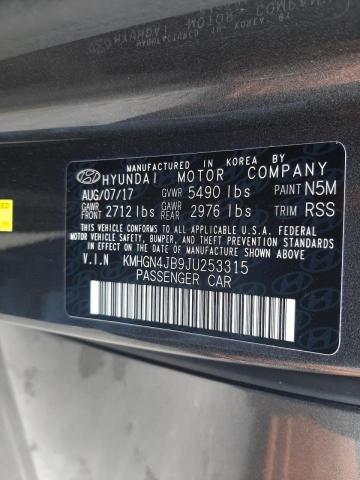 MANUFACTURED IN KOREA BY
HYUNDAI MOTOR COMPANY
AUG/07/17 GVWR 5490 lbs PAINT N5M
GAWR FRONT 2712 lbs GAWR REAR 2976 lbs TRIM RSS
THIS VEHICLE CONFORMS TO ALL APPLICABLE FEDERAL
MOTOR VEHICLE SAFETY, BUMPER, AND THEFT PREVENTION
STANDARDS IN EFFECT ON THE DATE OF
MANUFACTURE SHOWN ABOVE.
V.I.N KMHGN4JB9JU253315
PASSENGER CAR